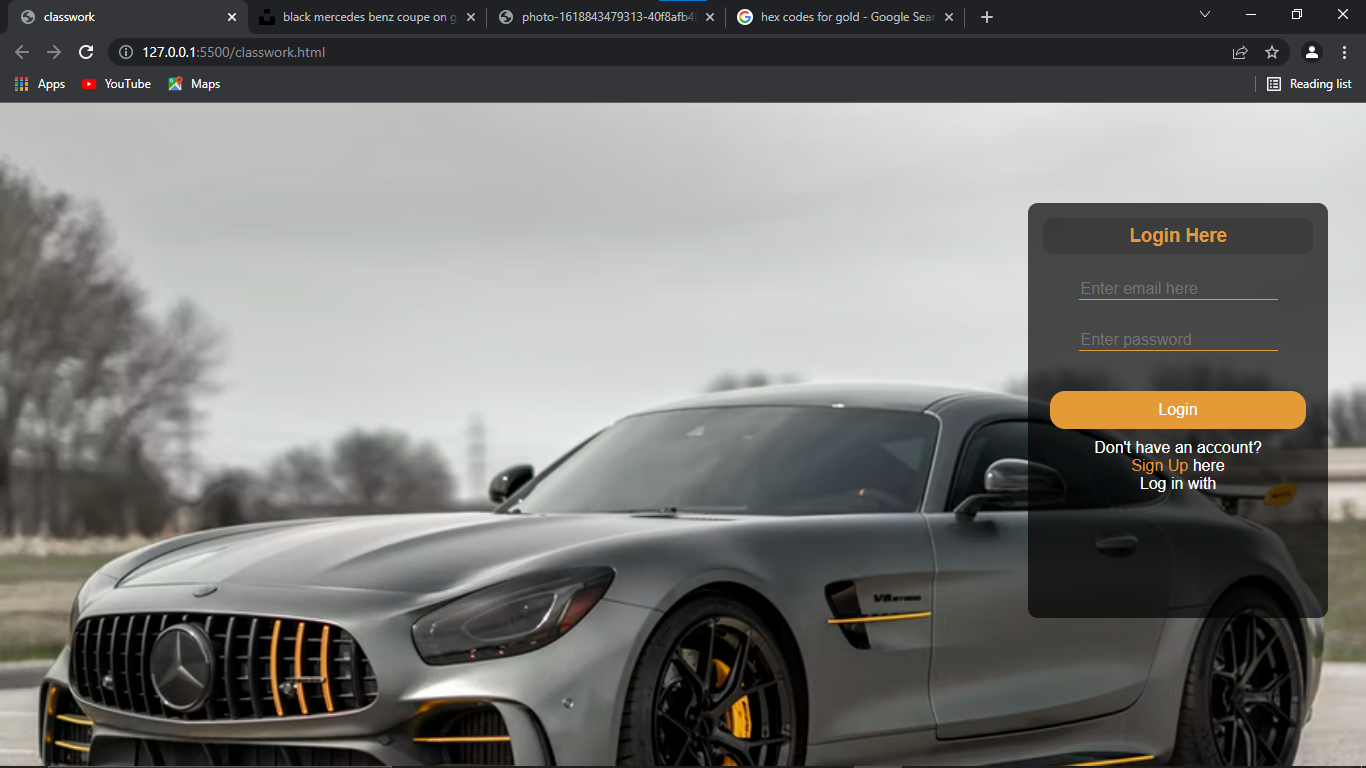 classwork
black mercedes benz coupe on g
photo-1618843479313-40f8afb4
hex codes for gold - Google Sear
127.0.0.1:5500/classwork.html
Apps
YouTube
Maps
Reading list
Login Here
Enter email here
Enter password
Login
Don't have an account?
Sign Up here
Log in with
V8 BITURBO